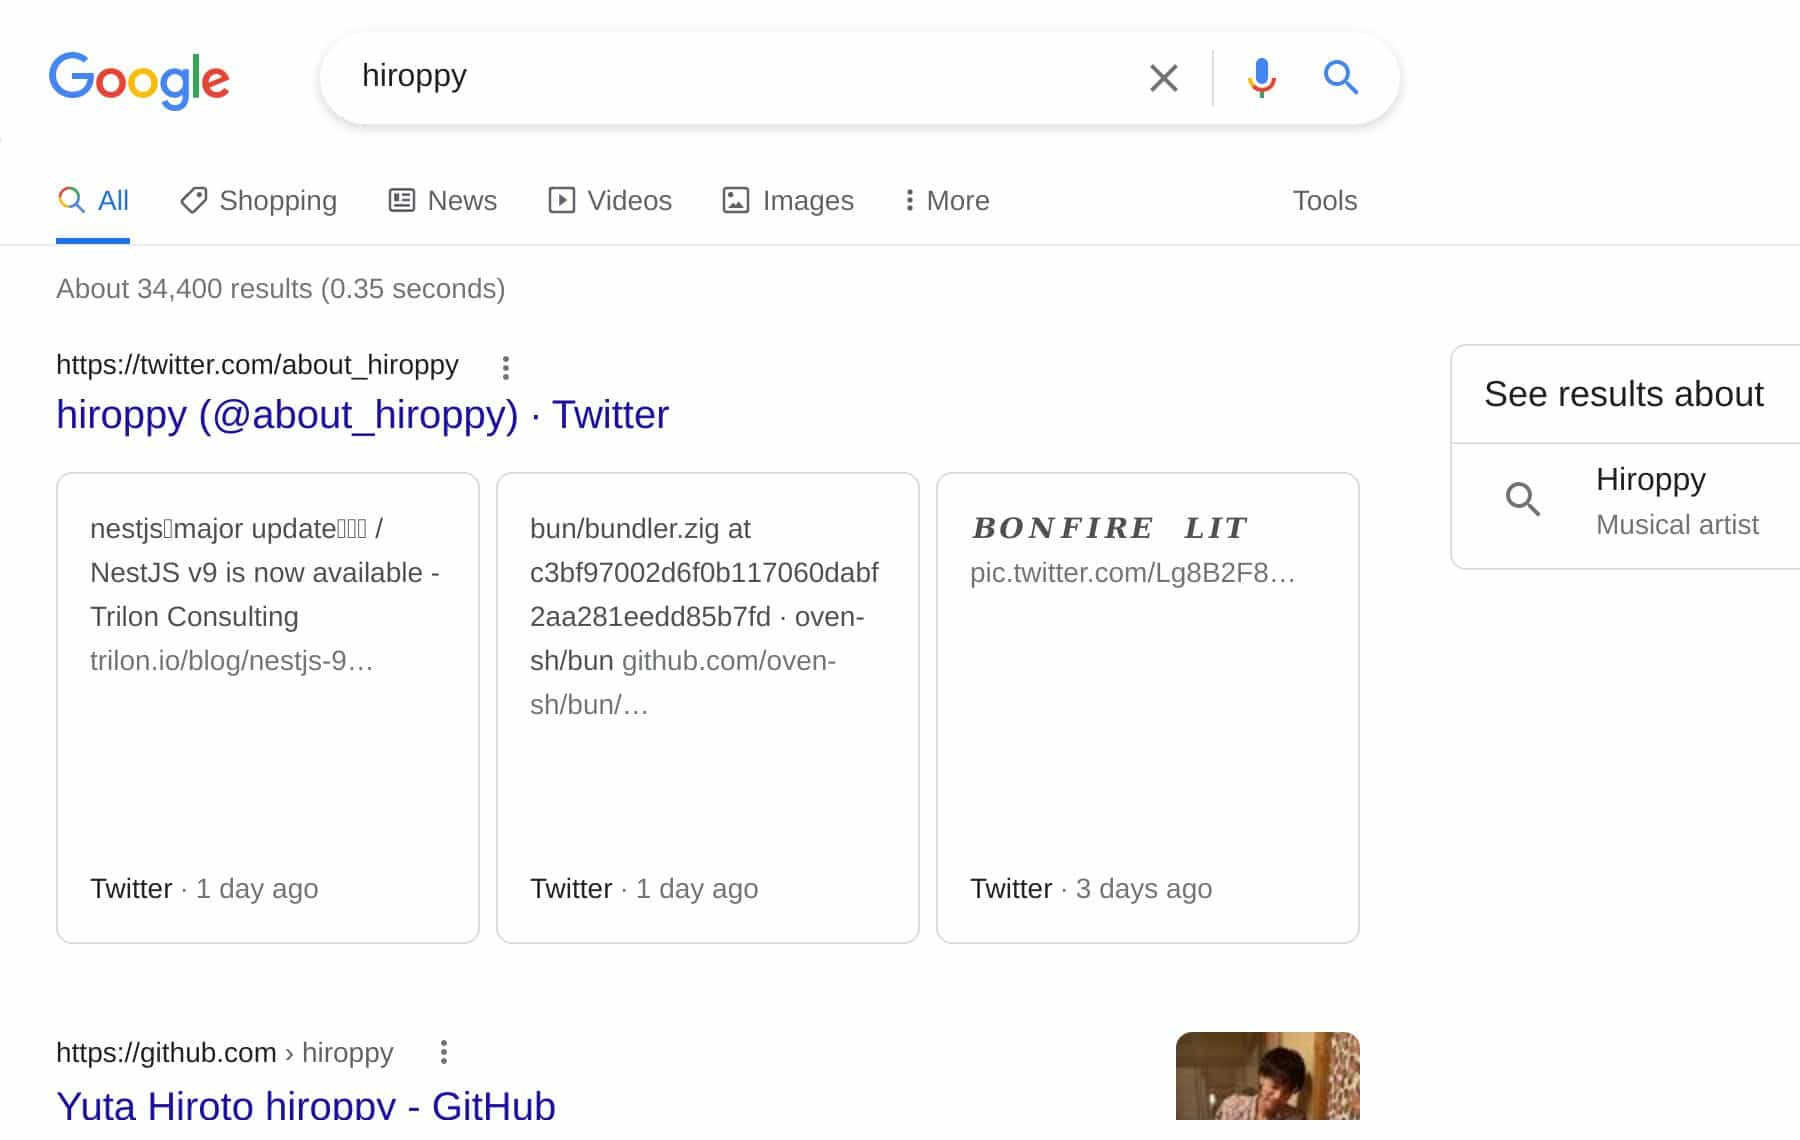 Google
hiroppy
All Shopping News Videos Images More Tools
About 34,400 results (0.35 seconds)
https://twitter.com/about_hiroppy
hiroppy (@about_hiroppy) · Twitter
nestjs major update /
NestJS v9 is now available -
Trilon Consulting
trilon.io/blog/nestjs-9…
Twitter · 1 day ago
bun/bundler.zig at
c3bf97002d6f0b117060dabf
2aa281eedd85b7fd · oven-
sh/bun github.com/oven-
sh/bun/…
Twitter · 1 day ago
BONFIRE LIT
pic.twitter.com/Lg8B2F8…
Twitter · 3 days ago
https://github.com › hiroppy
Yuta Hiroto hiroppy - GitHub
See results about
Hiroppy
Musical artist